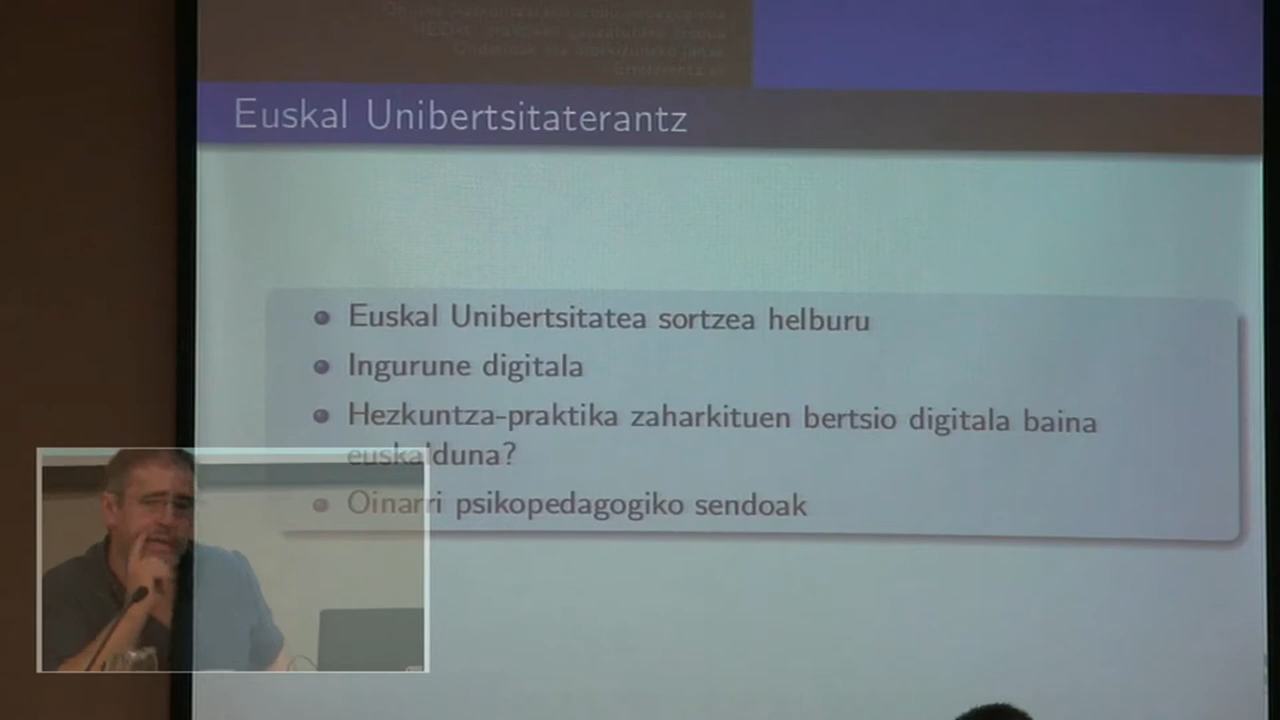 Euskal Unibertsitaterantz
Euskal Unibertsitatea sortzea helburu
Ingurune digitala
Hezkuntza-praktika zaharkituen bertsio digitala baina
euskalduna?
Oinarri psikopedagogiko sendoak